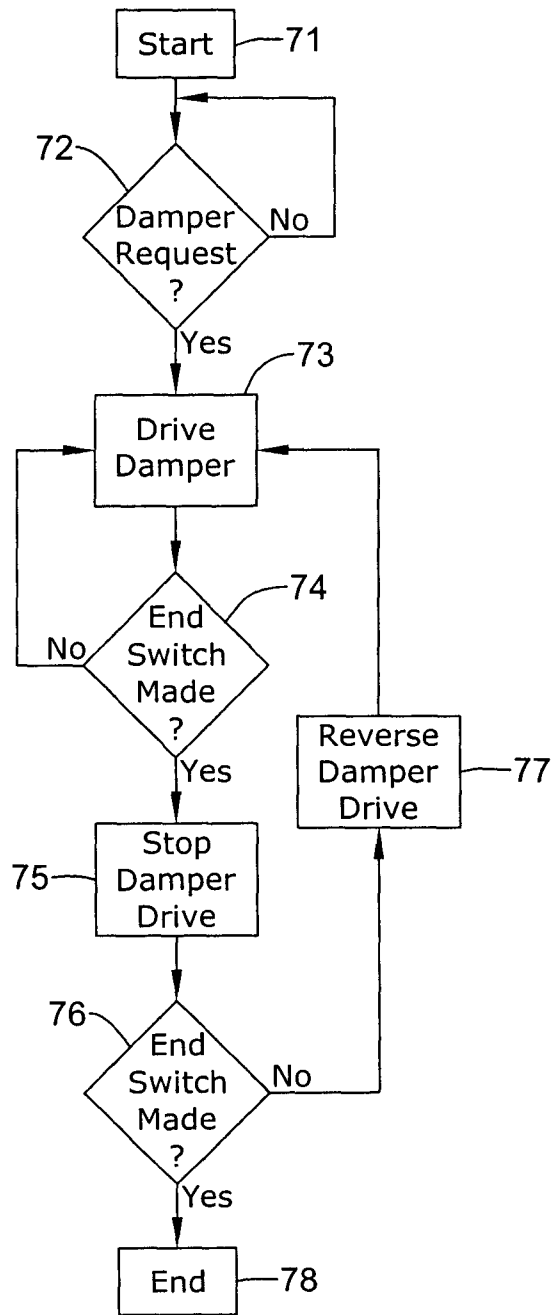 Start
71
72
Damper
Request
?
No
Yes
73
Drive
Damper
74
End
Switch
Made
?
No
Yes
Reverse
Damper
Drive
77
75
Stop
Damper
Drive
76
End
Switch
Made
?
No
Yes
End
78